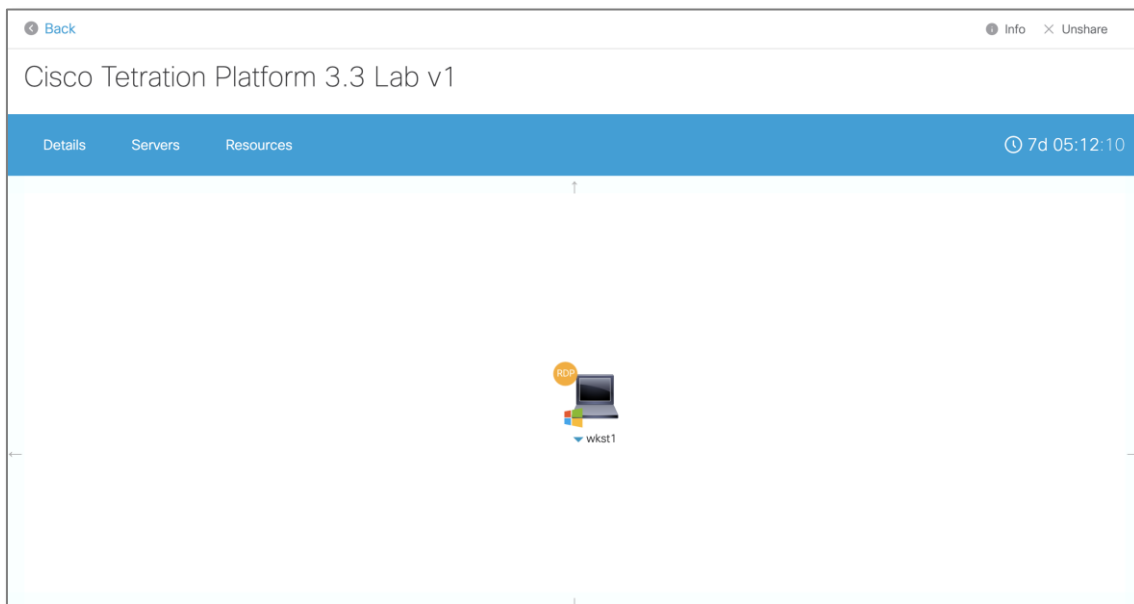 Back
Info
Unshare
Cisco Tetration Platform 3.3 Lab v1
Details
Servers
Resources
7d 05:12:10
RDP
wkst1